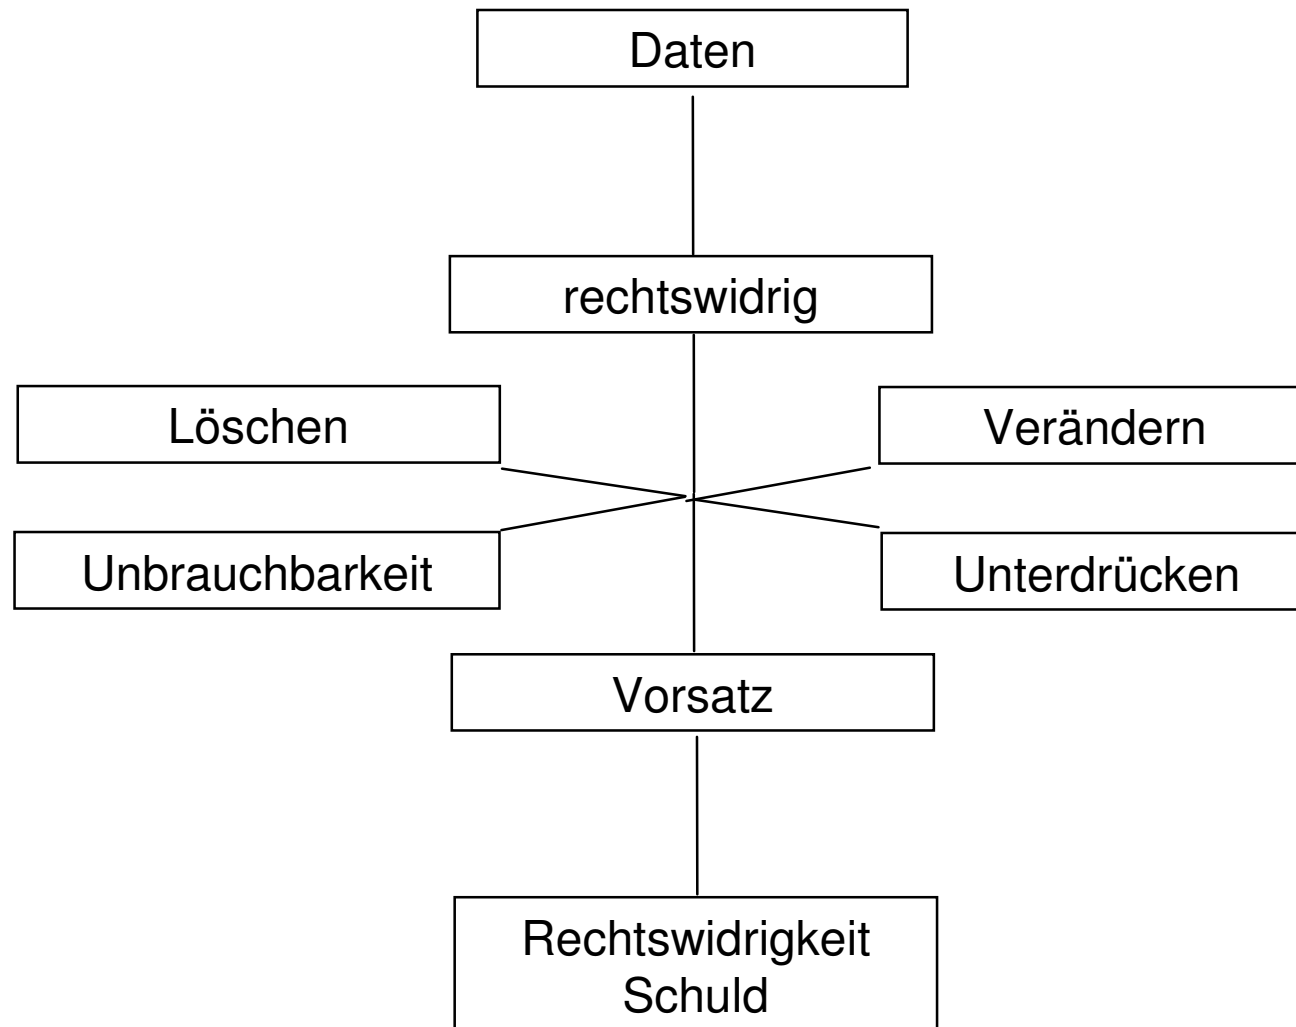 Daten
rechtswidrig
Löschen
Verändern
Unbrauchbarkeit
Unterdrücken
Vorsatz
Rechtswidrigkeit
Schuld